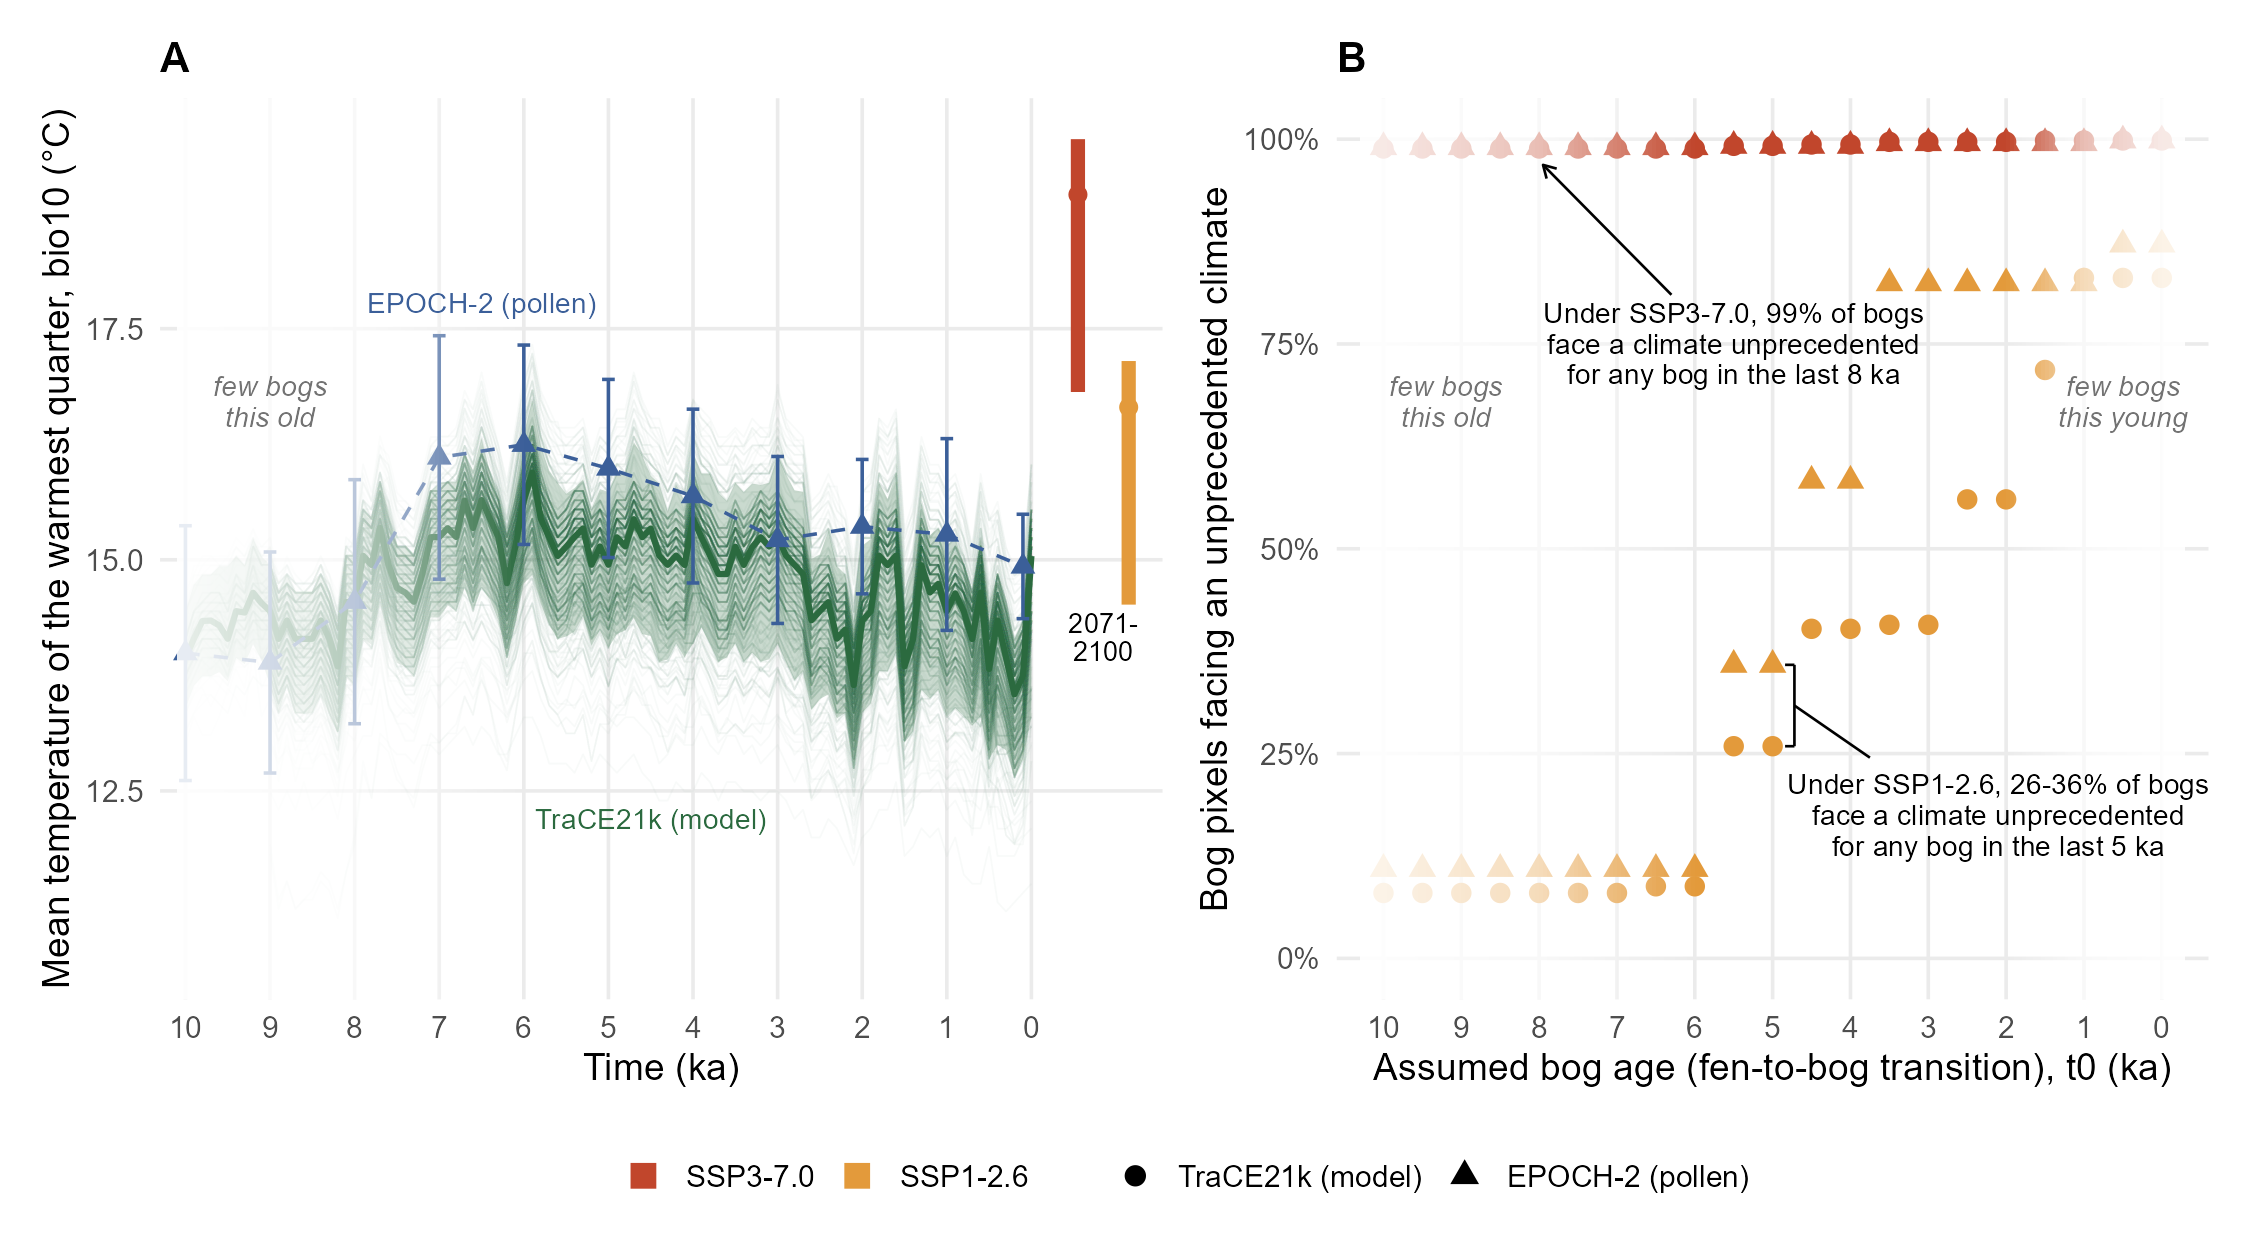 A
Mean temperature of the warmest quarter, bio10 (°C)
17.5
15.0
12.5
EPOCH-2 (pollen)
few bogs
this old
TraCE21k (model)
2071-
2100
10 9 8 7 6 5 4 3 2 1 0
Time (ka)
B
Bog pixels facing an unprecedented climate
100%
75%
50%
25%
0%
Under SSP3-7.0, 99% of bogs
face a climate unprecedented
for any bog in the last 8 ka
few bogs
this old
few bogs
this young
Under SSP1-2.6, 26-36% of bogs
face a climate unprecedented
for any bog in the last 5 ka
10 9 8 7 6 5 4 3 2 1 0
Assumed bog age (fen-to-bog transition), t0 (ka)
SSP3-7.0 SSP1-2.6 TraCE21k (model) EPOCH-2 (pollen)